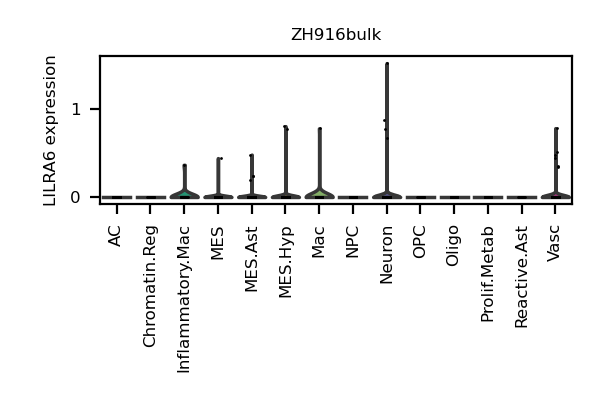 ZH916bulk
LILRA6 expression
1
0
AC
Chromatin.Reg
Inflammatory.Mac
MES
MES.Ast
MES.Hyp
Mac
NPC
Neuron
OPC
Oligo
Prolif.Metab
Reactive.Ast
Vasc